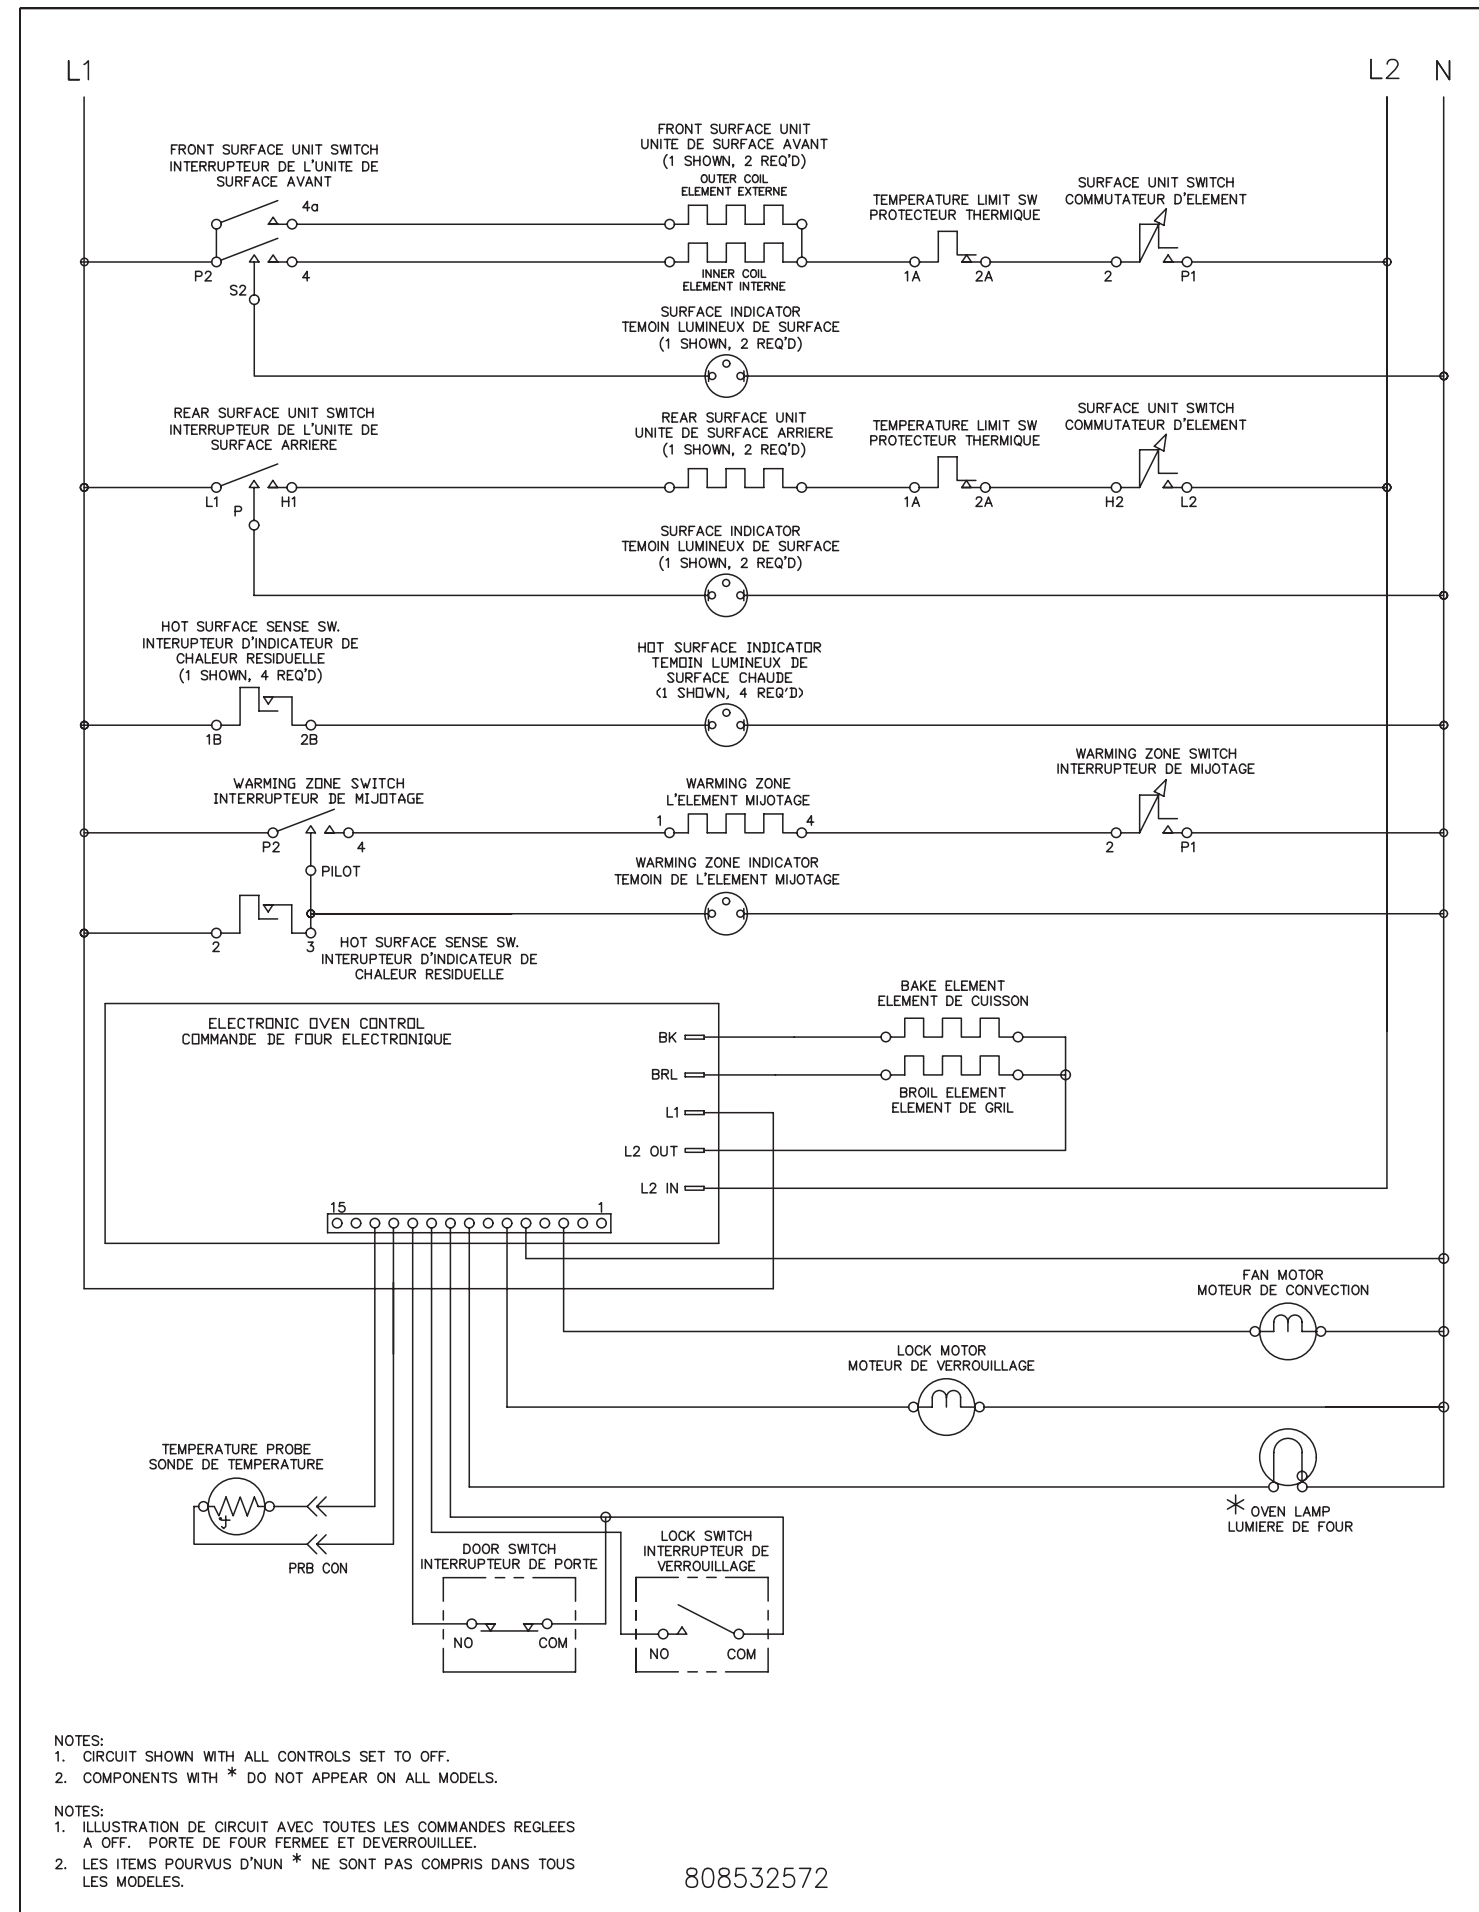 L1
L2 N
FRONT SURFACE UNIT SWITCH
INTERRUPTEUR DE L'UNITE DE
SURFACE AVANT
4a
P2
4
S2
FRONT SURFACE UNIT
UNITE DE SURFACE AVANT
(1 SHOWN, 2 REQ'D)
OUTER COIL
ELEMENT EXTERNE
INNER COIL
ELEMENT INTERNE
TEMPERATURE LIMIT SW
PROTECTEUR THERMIQUE
1A
2A
SURFACE UNIT SWITCH
COMMUTATEUR D'ELEMENT
2
P1
SURFACE INDICATOR
TEMOIN LUMINEUX DE SURFACE
(1 SHOWN, 2 REQ'D)
REAR SURFACE UNIT SWITCH
INTERRUPTEUR DE L'UNITE DE
SURFACE ARRIERE
L1
H1
P
REAR SURFACE UNIT
UNITE DE SURFACE ARRIERE
(1 SHOWN, 2 REQ'D)
TEMPERATURE LIMIT SW
PROTECTEUR THERMIQUE
1A
2A
SURFACE UNIT SWITCH
COMMUTATEUR D'ELEMENT
H2
L2
SURFACE INDICATOR
TEMOIN LUMINEUX DE SURFACE
(1 SHOWN, 2 REQ'D)
HOT SURFACE SENSE SW.
INTERUPTEUR D'INDICATEUR DE
CHALEUR RESIDUELLE
(1 SHOWN, 4 REQ'D)
1B
2B
HOT SURFACE INDICATOR
TEMOIN LUMINEUX DE
SURFACE CHAUDE
(1 SHOWN, 4 REQ'D)
WARMING ZONE SWITCH
INTERRUPTEUR DE MIJOTAGE
P2
4
PILOT
WARMING ZONE
L'ELEMENT MIJOTAGE
1
4
WARMING ZONE SWITCH
INTERRUPTEUR DE MIJOTAGE
2
P1
WARMING ZONE INDICATOR
TEMOIN DE L'ELEMENT MIJOTAGE
2
3
HOT SURFACE SENSE SW.
INTERUPTEUR D'INDICATEUR DE
CHALEUR RESIDUELLE
ELECTRONIC OVEN CONTROL
COMMANDE DE FOUR ELECTRONIQUE
BK
BRL
L1
L2 OUT
L2 IN
15
1
BAKE ELEMENT
ELEMENT DE CUISSON
BROIL ELEMENT
ELEMENT DE GRIL
FAN MOTOR
MOTEUR DE CONVECTION
LOCK MOTOR
MOTEUR DE VERROUILLAGE
TEMPERATURE PROBE
SONDE DE TEMPERATURE
PRB CON
* OVEN LAMP
LUMIERE DE FOUR
DOOR SWITCH
INTERRUPTEUR DE PORTE
NO
COM
LOCK SWITCH
INTERRUPTEUR DE
VERROUILLAGE
NO
COM
NOTES:
1. CIRCUIT SHOWN WITH ALL CONTROLS SET TO OFF.
2. COMPONENTS WITH * DO NOT APPEAR ON ALL MODELS.
NOTES:
1. ILLUSTRATION DE CIRCUIT AVEC TOUTES LES COMMANDES REGLEES
A OFF. PORTE DE FOUR FERMEE ET DEVERROUILLEE.
2. LES ITEMS POURVUS D'NUN * NE SONT PAS COMPRIS DANS TOUS
LES MODELES.
808532572